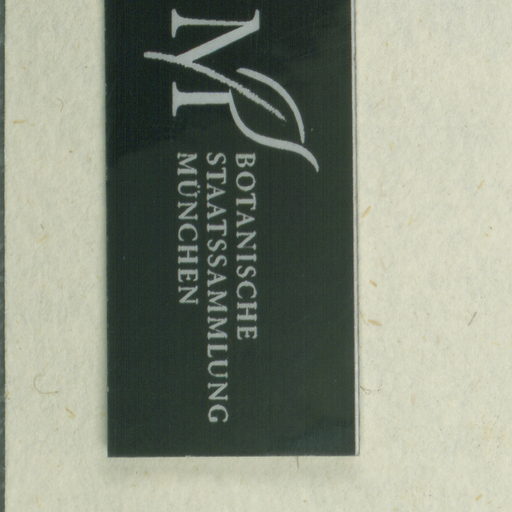 M
BOTANISCHE
STAATSSAMMLUNG
MÜNCHEN